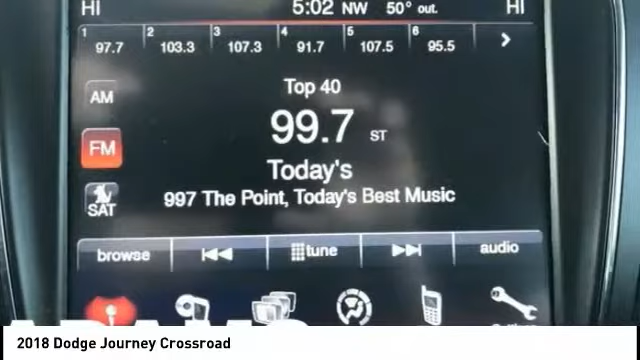 HI 5:02 NW 50° out. HI
1 97.7 2 103.3 3 107.3 4 91.7 5 107.5 6 95.5
AM
Top 40
99.7 ST
FM
Today's
SAT
997 The Point, Today's Best Music
browse tune audio
2018 Dodge Journey Crossroad